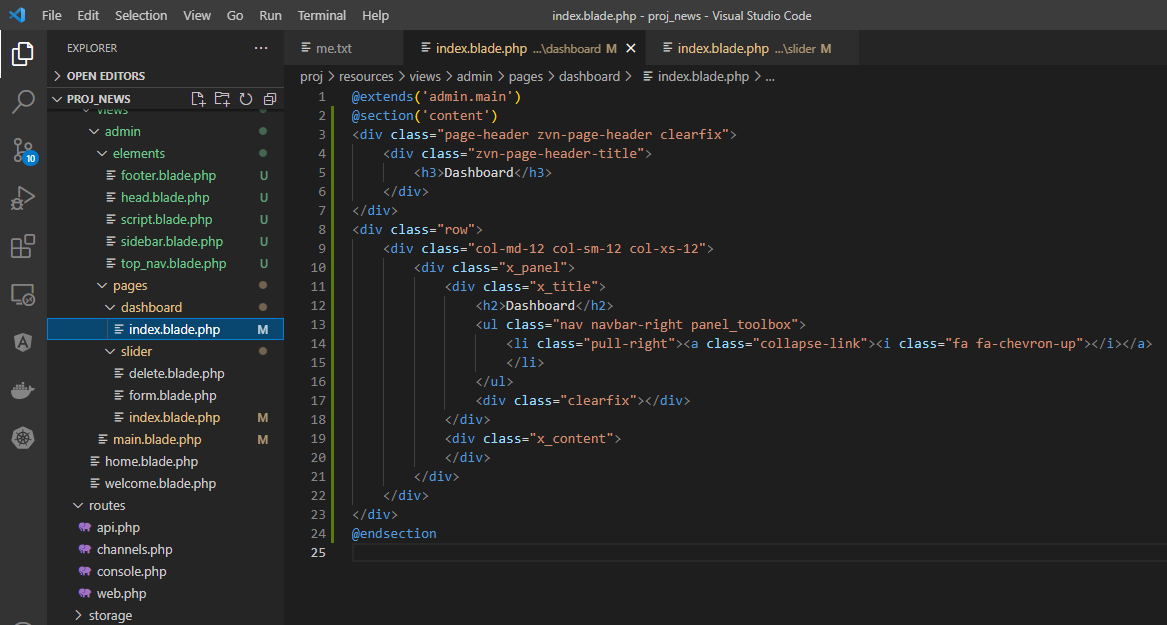 File Edit Selection View Go Run Terminal Help index.blade.php - proj_news - Visual Studio Code
EXPLORER ...
OPEN EDITORS
PROJ_NEWS
views
admin
elements
footer.blade.php U
head.blade.php U
script.blade.php U
sidebar.blade.php U
top_nav.blade.php U
pages
dashboard
index.blade.php M
slider
delete.blade.php
form.blade.php
index.blade.php M
main.blade.php M
home.blade.php
welcome.blade.php
routes
api.php
channels.php
console.php
web.php
storage
10
me.txt index.blade.php ...\dashboard M index.blade.php ...\slider M
proj > resources > views > admin > pages > dashboard > index.blade.php > ...
1 @extends('admin.main')
2 @section('content')
3 <div class="page-header zvn-page-header clearfix">
4 <div class="zvn-page-header-title">
5 <h3>Dashboard</h3>
6 </div>
7 </div>
8 <div class="row">
9 <div class="col-md-12 col-sm-12 col-xs-12">
10 <div class="x_panel">
11 <div class="x_title">
12 <h2>Dashboard</h2>
13 <ul class="nav navbar-right panel_toolbox">
14 <li class="pull-right"><a class="collapse-link"><i class="fa fa-chevron-up"></i></a>
15 </li>
16 </ul>
17 <div class="clearfix"></div>
18 </div>
19 <div class="x_content">
20 </div>
21 </div>
22 </div>
23 </div>
24 @endsection
25